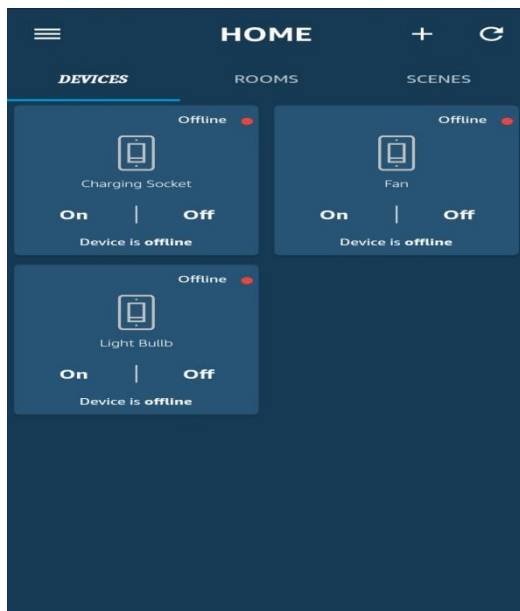 HOME
DEVICES ROOMS SCENES
Offline Offline
Charging Socket Fan
On | Off On | Off
Device is offline Device is offline
Offline
Light Bullb
On | Off
Device is offline